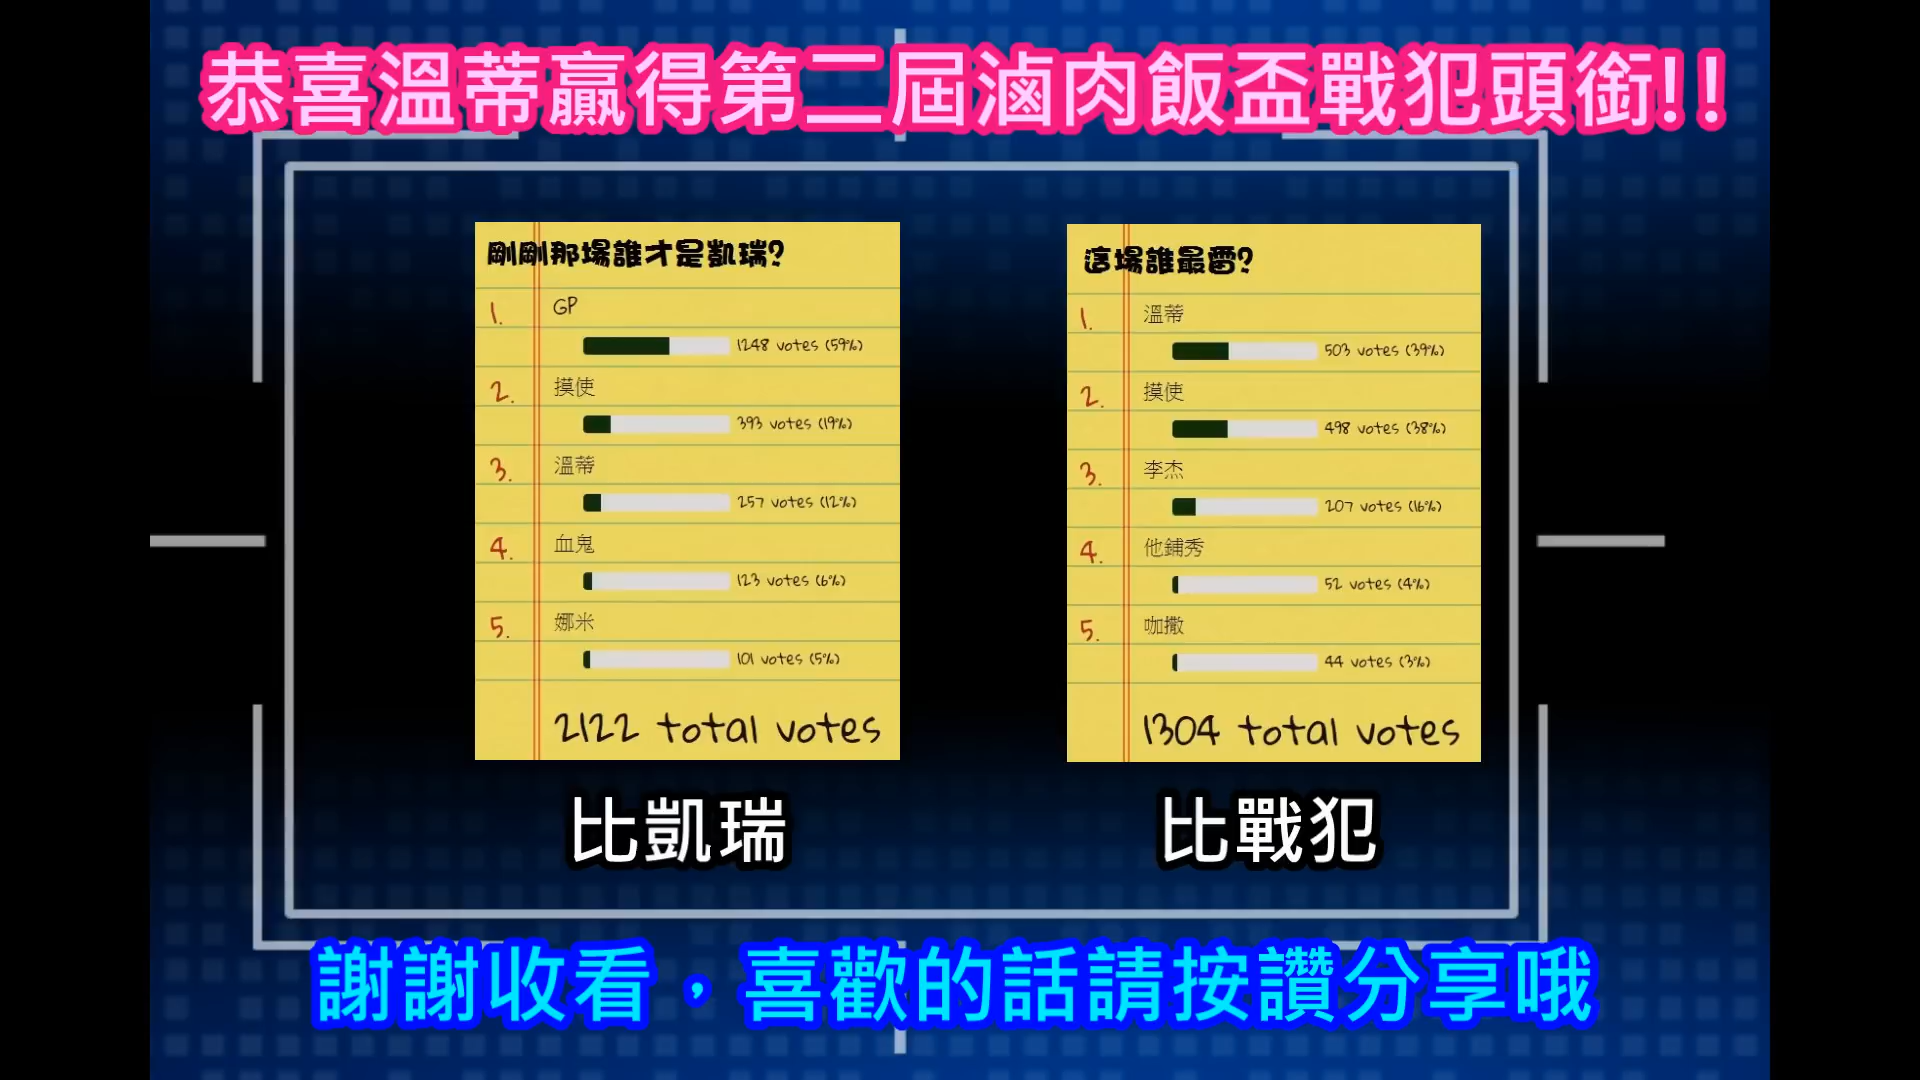 恭喜溫蒂贏得第二屆滷肉飯盃戰犯頭銜!!
剛剛那場誰才是凱瑞?
1. GP
1248 votes (59%)
2. 摸使
393 votes (19%)
3. 溫蒂
257 votes (12%)
4. 血鬼
123 votes (6%)
5. 娜米
101 votes (5%)
2122 total votes
比凱瑞
這場誰最雷?
1. 溫蒂
503 votes (39%)
2. 摸使
498 votes (38%)
3. 李杰
207 votes (16%)
4. 他鋪秀
52 votes (4%)
5. 咖撒
44 votes (3%)
1304 total votes
比戰犯
謝謝收看，喜歡的話請按讚分享哦